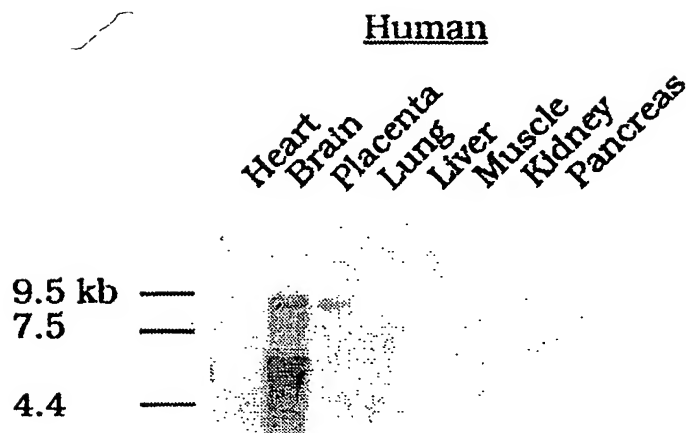 Human
Heart
Brain
Placenta
Lung
Liver
Muscle
Kidney
Pancreas
9.5 kb
7.5
4.4